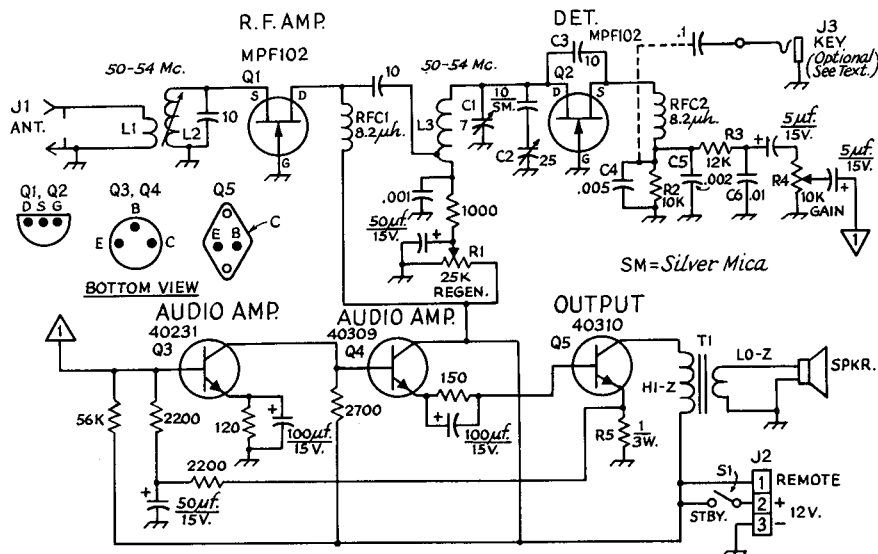 R.F. AMP.
MPF102
50-54 Mc.
Q1
S D
G
J1
ANT.
L1
L2
10
RFC1
8.2μh.
10
50-54 Mc.
L3
C1
7
10
SM.
C2
25
DET.
MPF102
C3
10
Q2
D S
G
.1
J3
KEY
(Optional)
(See Text.)
RFC2
8.2μh.
C4
.005
R2
10K
C5
.002
R3
12K
C6 .01
5μf.
15V.
R4
10K
GAIN
5μf.
15V.
1
Q1, Q2
D S G
Q3, Q4
B
E C
Q5
C
E B
BOTTOM VIEW
.001
50μf.
15V.
1000
R1
25K
REGEN.
SM=Silver Mica
AUDIO AMP.
40231
Q3
1
56K
2200
120
100μf.
15V.
2200
50μf.
15V.
AUDIO AMP.
40309
Q4
2700
150
100μf.
15V.
OUTPUT
40310
Q5
R5
1
3W.
T1
HI-Z
LO-Z
SPKR.
J2
S1
1 REMOTE
STBY.
2 +
12V.
3 −